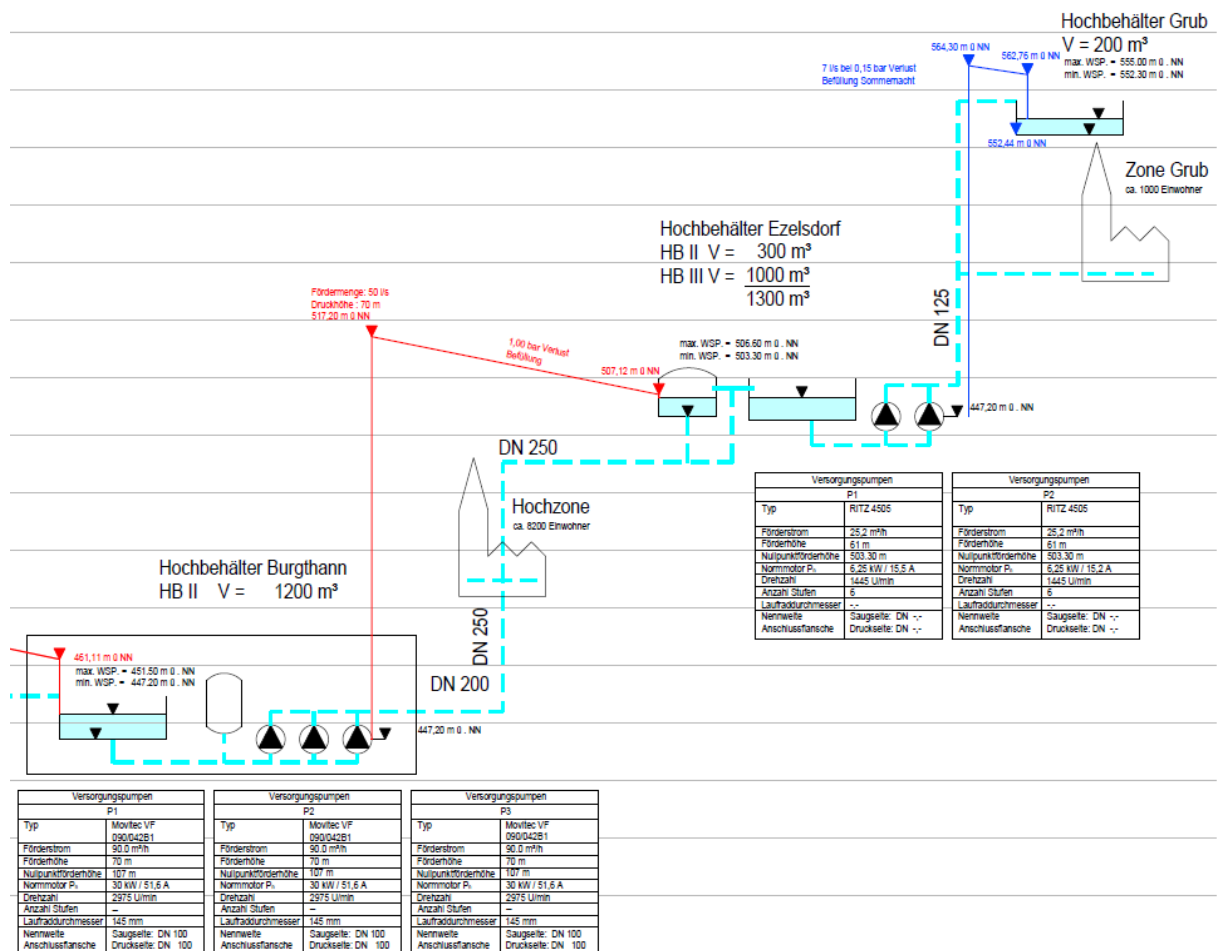 Hochbehälter Grub
V = 200 m³
max. WSP. = 555.00 m ü . NN
min. WSP. = 552.30 m ü . NN
564,30 m ü NN
562,76 m ü NN
7 l/s bei 0,15 bar Verlust
Befüllung Sommernacht
552,44 m ü NN
Zone Grub
ca. 1000 Einwohner
Hochbehälter Ezelsdorf
HB II V = 300 m³
HB III V = 1000 m³
1300 m³
DN 125
Fördermenge: 50 l/s
Druckhöhe : 70 m
517,20 m ü NN
1,00 bar Verlust
Befüllung
max. WSP. = 506.60 m ü . NN
min. WSP. = 503.30 m ü . NN
507,12 m ü NN
447,20 m ü . NN
DN 250
Hochzone
ca. 8200 Einwohner
Versorgungspumpen
P1
Typ RITZ 4505
Förderstrom 25,2 m³/h
Förderhöhe 61 m
Nullpunktförderhöhe 503.30 m
Normmotor Pₙ 6,25 kW / 15,5 A
Drehzahl 1445 U/min
Anzahl Stufen 6
Laufraddurchmesser -,-
Nennweite Saugseite: DN -,-
Anschlussflansche Druckseite: DN -,-
Versorgungspumpen
P2
Typ RITZ 4505
Förderstrom 25,2 m³/h
Förderhöhe 61 m
Nullpunktförderhöhe 503.30 m
Normmotor Pₙ 6,25 kW / 15,2 A
Drehzahl 1445 U/min
Anzahl Stufen 6
Laufraddurchmesser -,-
Nennweite Saugseite: DN -,-
Anschlussflansche Druckseite: DN -,-
Hochbehälter Burgthann
HB II V = 1200 m³
DN 250
DN 200
461,11 m ü NN
max. WSP. = 451.50 m ü . NN
min. WSP. = 447.20 m ü . NN
447,20 m ü . NN
Versorgungspumpen
P1
Typ Movitec VF
090/042B1
Förderstrom 90.0 m³/h
Förderhöhe 70 m
Nullpunktförderhöhe 107 m
Normmotor Pₙ 30 kW / 51,6 A
Drehzahl 2975 U/min
Anzahl Stufen –
Laufraddurchmesser 145 mm
Nennweite Saugseite: DN 100
Anschlussflansche Druckseite: DN 100
Versorgungspumpen
P2
Typ Movitec VF
090/042B1
Förderstrom 90.0 m³/h
Förderhöhe 70 m
Nullpunktförderhöhe 107 m
Normmotor Pₙ 30 kW / 51,6 A
Drehzahl 2975 U/min
Anzahl Stufen –
Laufraddurchmesser 145 mm
Nennweite Saugseite: DN 100
Anschlussflansche Druckseite: DN 100
Versorgungspumpen
P3
Typ Movitec VF
090/042B1
Förderstrom 90.0 m³/h
Förderhöhe 70 m
Nullpunktförderhöhe 107 m
Normmotor Pₙ 30 kW / 51,6 A
Drehzahl 2975 U/min
Anzahl Stufen –
Laufraddurchmesser 145 mm
Nennweite Saugseite: DN 100
Anschlussflansche Druckseite: DN 100